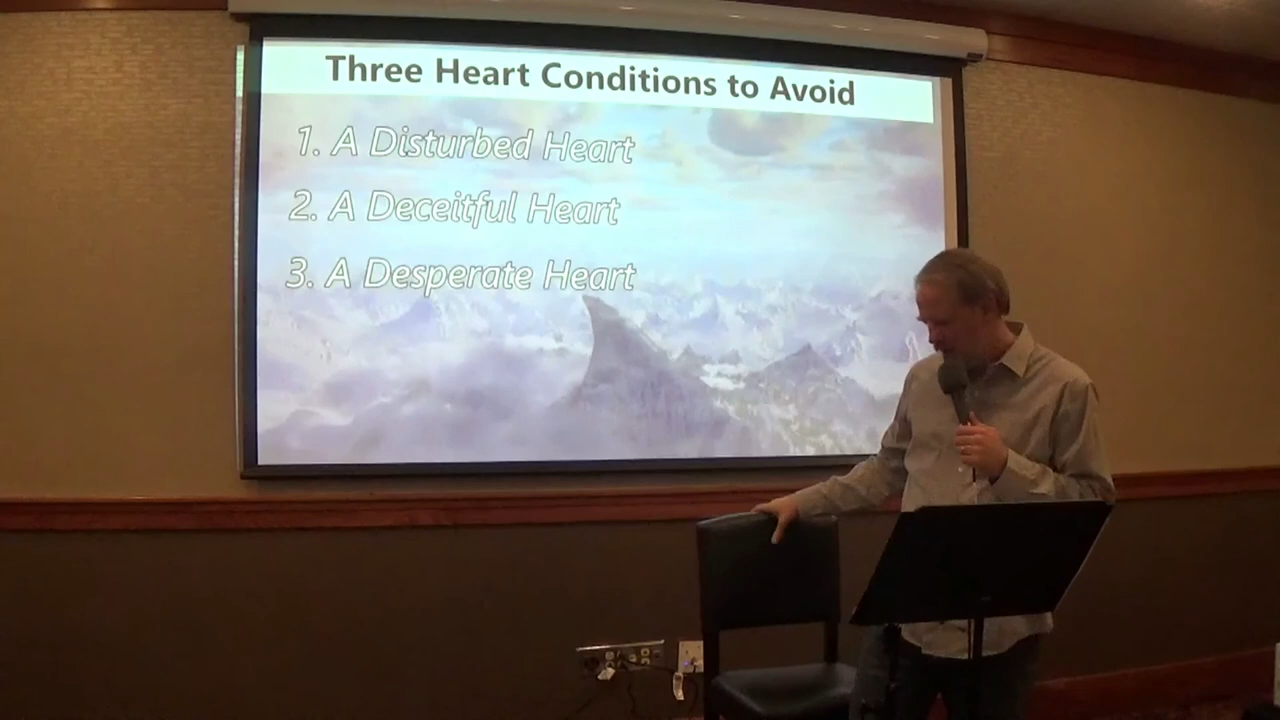 Three Heart Conditions to Avoid
1. A Disturbed Heart
2. A Deceitful Heart
3. A Desperate Heart